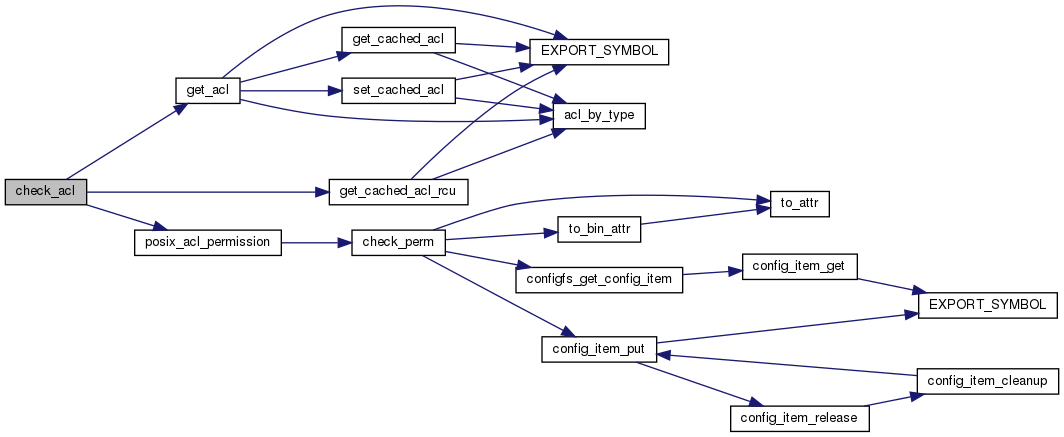 check_acl
get_acl
get_cached_acl
EXPORT_SYMBOL
set_cached_acl
acl_by_type
get_cached_acl_rcu
posix_acl_permission
check_perm
to_attr
to_bin_attr
configfs_get_config_item
config_item_get
EXPORT_SYMBOL
config_item_put
config_item_cleanup
config_item_release